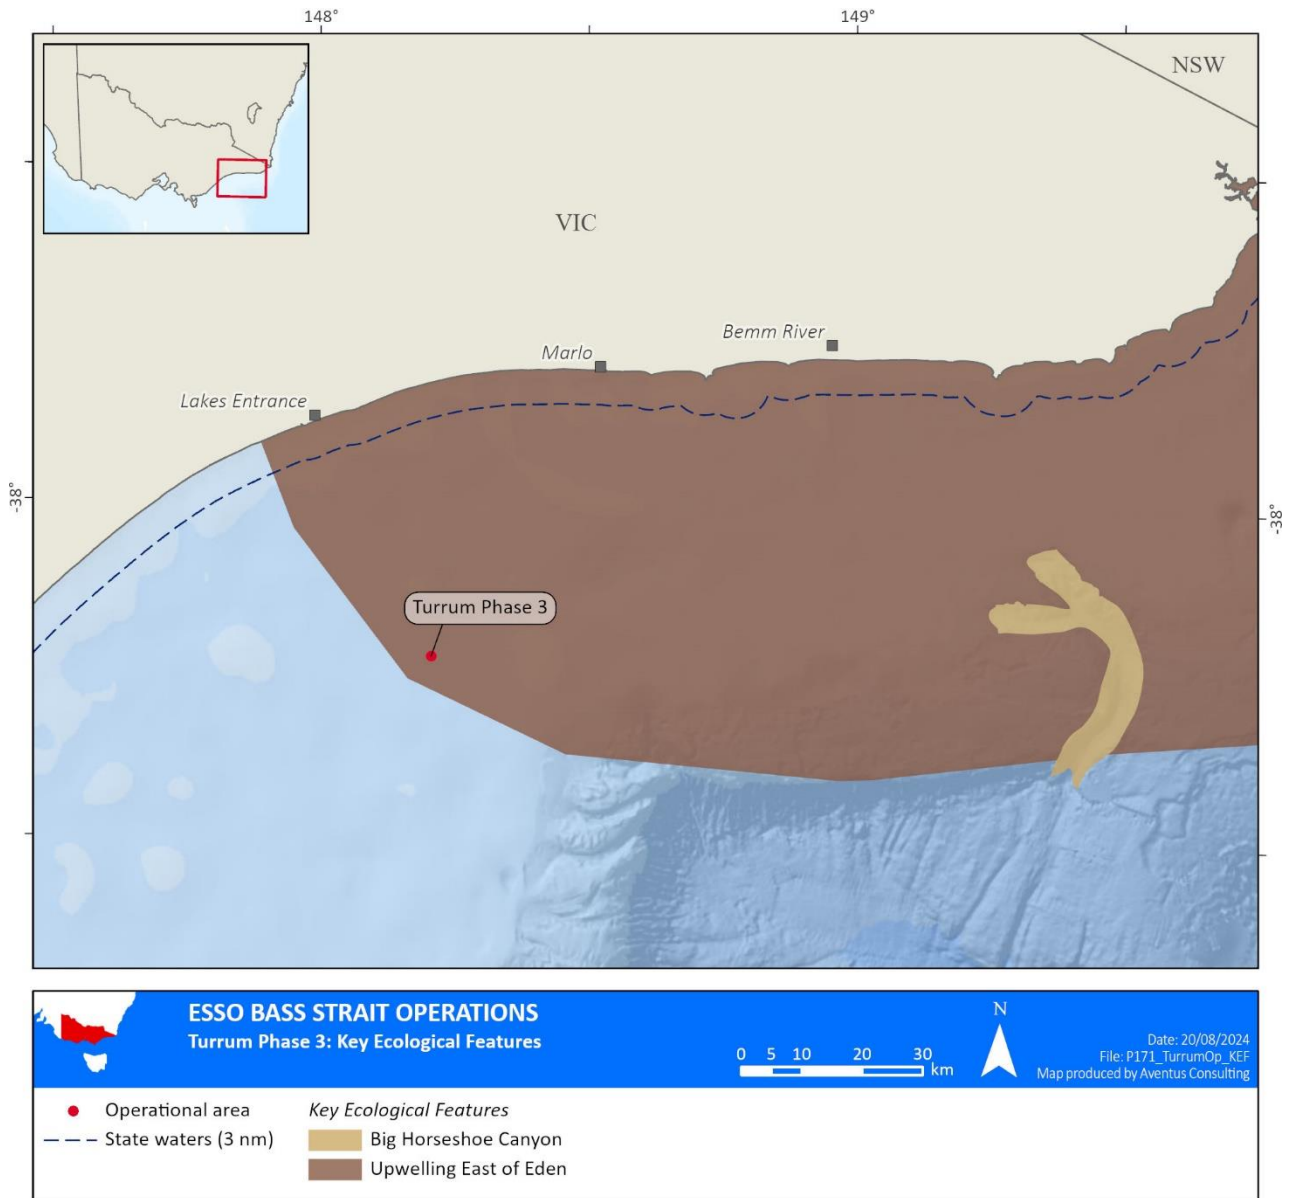 148°
149°
NSW
VIC
Bemm River
Marlo
Lakes Entrance
-38°
-38°
Turrum Phase 3
ESSO BASS STRAIT OPERATIONS
Turrum Phase 3: Key Ecological Features
0 5 10 20 30
km
N
Date: 20/08/2024
File: P171_TurrumOp_KEF
Map produced by Aventus Consulting
Operational area
State waters (3 nm)
Key Ecological Features
Big Horseshoe Canyon
Upwelling East of Eden